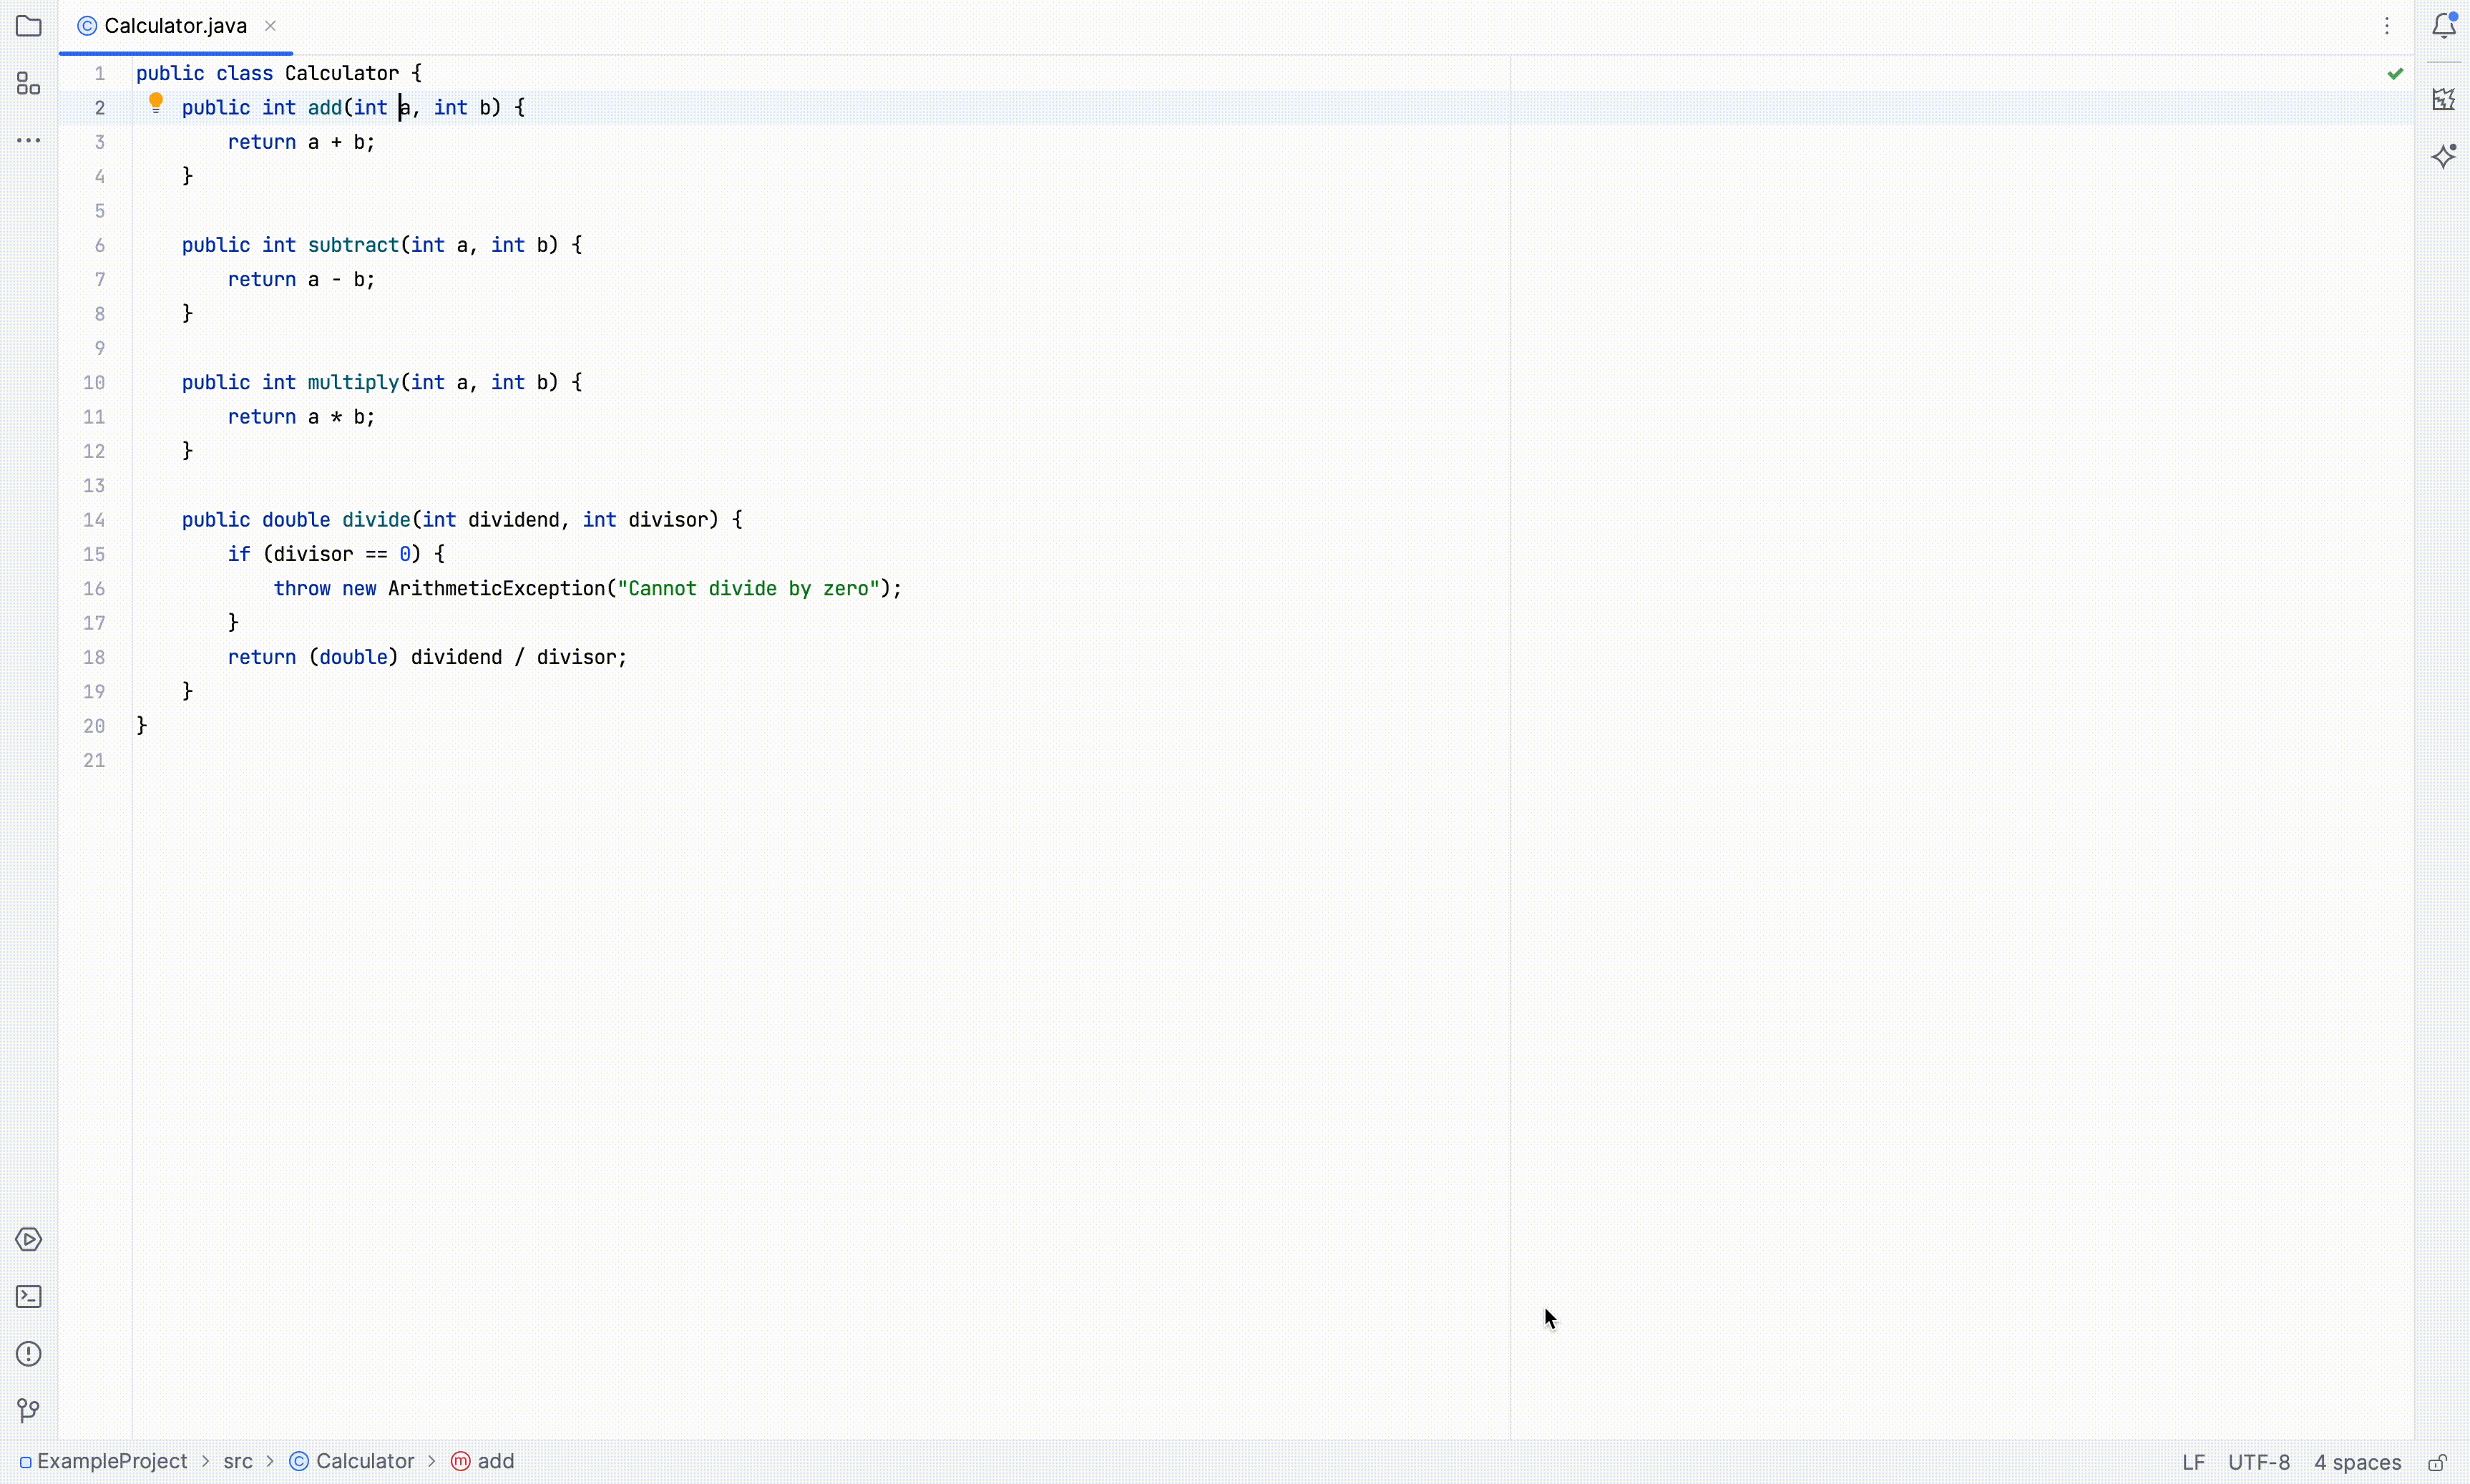 Calculator.java
1 public class Calculator {
2     public int add(int a, int b) {
3         return a + b;
4     }
5
6     public int subtract(int a, int b) {
7         return a - b;
8     }
9
10     public int multiply(int a, int b) {
11         return a * b;
12     }
13
14     public double divide(int dividend, int divisor) {
15         if (divisor == 0) {
16             throw new ArithmeticException("Cannot divide by zero");
17         }
18         return (double) dividend / divisor;
19     }
20 }
21
ExampleProject > src > Calculator > add LF UTF-8 4 spaces